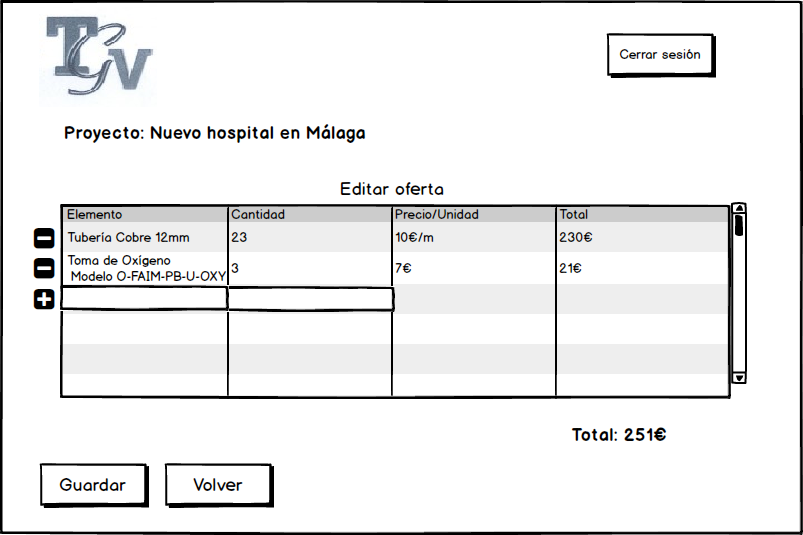 TGV
Cerrar sesión
Proyecto: Nuevo hospital en Málaga
Editar oferta
Elemento Cantidad Precio/Unidad Total
Tubería Cobre 12mm 23 10€/m 230€
Toma de Oxígeno
Modelo O-FAIM-PB-U-OXY 3 7€ 21€
Total: 251€
Guardar Volver